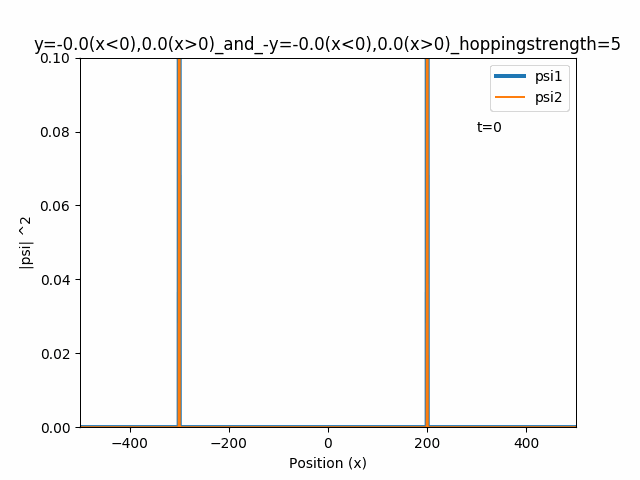 y=-0.0(x<0),0.0(x>0)_and_-y=-0.0(x<0),0.0(x>0)_hoppingstrength=5
0.10
psi1
psi2
t=0
0.08
0.06
|psi| ^2
0.04
0.02
0.00
−400
−200
0
200
400
Position (x)